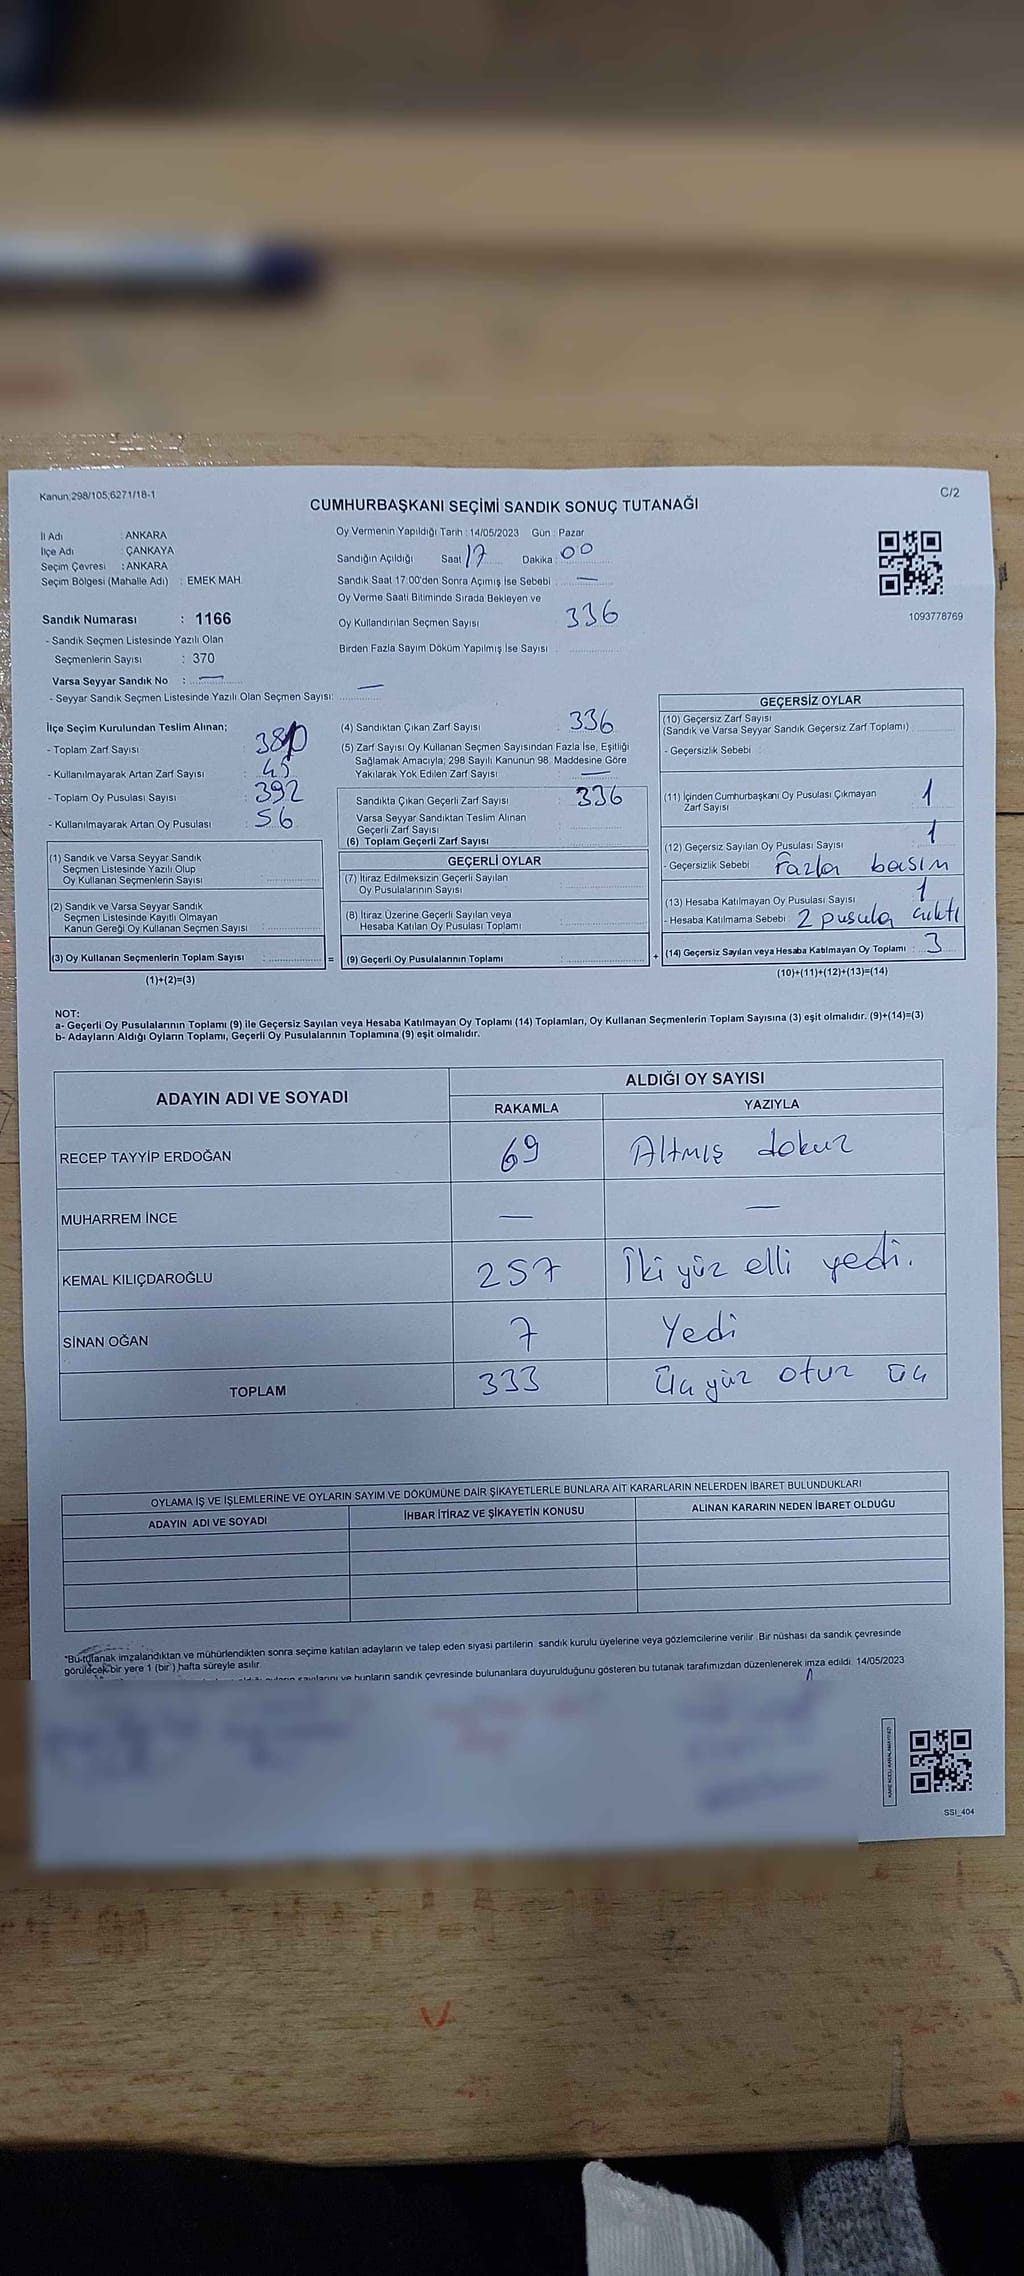 Kanun:298/105;6271/18-1
C/2
CUMHURBAŞKANI SEÇİMİ SANDIK SONUÇ TUTANAĞI
İl Adı : ANKARA
İlçe Adı : ÇANKAYA
Seçim Çevresi : ANKARA
Seçim Bölgesi (Mahalle Adı) : EMEK MAH.
Oy Vermenin Yapıldığı Tarih : 14/05/2023 Gün : Pazar
Sandığın Açıldığı Saat 17 Dakika : 00
Sandık Saat 17:00'den Sonra Açımış İse Sebebi : —
Oy Verme Saati Bitiminde Sırada Bekleyen ve
Oy Kullandırılan Seçmen Sayısı 336
Birden Fazla Sayım Döküm Yapılmış İse Sayısı
1093778769
Sandık Numarası : 1166
- Sandık Seçmen Listesinde Yazılı Olan
Seçmenlerin Sayısı : 370
Varsa Seyyar Sandık No : —
- Seyyar Sandık Seçmen Listesinde Yazılı Olan Seçmen Sayısı: —
İlçe Seçim Kurulundan Teslim Alınan;
- Toplam Zarf Sayısı :
- Kullanılmayarak Artan Zarf Sayısı : 45
- Toplam Oy Pusulası Sayısı : 392
- Kullanılmayarak Artan Oy Pusulası : 56
(1) Sandık ve Varsa Seyyar Sandık
Seçmen Listesinde Yazılı Olup
Oy Kullanan Seçmenlerin Sayısı :
(2) Sandık ve Varsa Seyyar Sandık
Seçmen Listesinde Kayıtlı Olmayan
Kanun Gereği Oy Kullanan Seçmen Sayısı :
(3) Oy Kullanan Seçmenlerin Toplam Sayısı : =
(1)+(2)=(3)
(4) Sandıktan Çıkan Zarf Sayısı : 336
(5) Zarf Sayısı Oy Kullanan Seçmen Sayısından Fazla İse, Eşitliği
Sağlamak Amacıyla; 298 Sayılı Kanunun 98. Maddesine Göre
Yakılarak Yok Edilen Zarf Sayısı : —
Sandıkta Çıkan Geçerli Zarf Sayısı : 336
Varsa Seyyar Sandıktan Teslim Alınan
Geçerli Zarf Sayısı :
(6) Toplam Geçerli Zarf Sayısı :
GEÇERLİ OYLAR
(7) İtiraz Edilmeksizin Geçerli Sayılan
Oy Pusulalarının Sayısı :
(8) İtiraz Üzerine Geçerli Sayılan veya
Hesaba Katılan Oy Pusulası Toplamı :
(9) Geçerli Oy Pusulalarının Toplamı : +
GEÇERSİZ OYLAR
(10) Geçersiz Zarf Sayısı
(Sandık ve Varsa Seyyar Sandık Geçersiz Zarf Toplamı) :
- Geçersizlik Sebebi :
(11) İçinden Cumhurbaşkanı Oy Pusulası Çıkmayan
Zarf Sayısı : 1
(12) Geçersiz Sayılan Oy Pusulası Sayısı : 1
- Geçersizlik Sebebi : Fazla basım
(13) Hesaba Katılmayan Oy Pusulası Sayısı : 1
- Hesaba Katılmama Sebebi : 2 pusula çıktı
(14) Geçersiz Sayılan veya Hesaba Katılmayan Oy Toplamı : 3
(10)+(11)+(12)+(13)=(14)
NOT:
a- Geçerli Oy Pusulalarının Toplamı (9) ile Geçersiz Sayılan veya Hesaba Katılmayan Oy Toplamı (14) Toplamları, Oy Kullanan Seçmenlerin Toplam Sayısına (3) eşit olmalıdır. (9)+(14)=(3)
b- Adayların Aldığı Oyların Toplamı, Geçerli Oy Pusulalarının Toplamına (9) eşit olmalıdır.
ADAYIN ADI VE SOYADI
ALDIĞI OY SAYISI
RAKAMLA YAZIYLA
RECEP TAYYİP ERDOĞAN 69 Altmış dokuz
MUHARREM İNCE — —
KEMAL KILIÇDAROĞLU 257 İki yüz elli yedi.
SİNAN OĞAN 7 Yedi
TOPLAM 333 Üç yüz otuz üç
OYLAMA İŞ VE İŞLEMLERİNE VE OYLARIN SAYIM VE DÖKÜMÜNE DAİR ŞİKAYETLERLE BUNLARA AİT KARARLARIN NELERDEN İBARET BULUNDUKLARI
ADAYIN ADI VE SOYADI İHBAR İTİRAZ VE ŞİKAYETİN KONUSU ALINAN KARARIN NEDEN İBARET OLDUĞU
*Bu tutanak imzalandıktan ve mühürlendikten sonra seçime katılan adayların ve talep eden siyasi partilerin sandık kurulu üyelerine veya gözlemcilerine verilir. Bir nüshası da sandık çevresinde
görülecek bir yere 1 (bir) hafta süreyle asılır.
sayılarını ve bunların sandık çevresinde bulunanlara duyurulduğunu gösteren bu tutanak tarafımızdan düzenlenerek imza edildi. 14/05/2023
SSI_404